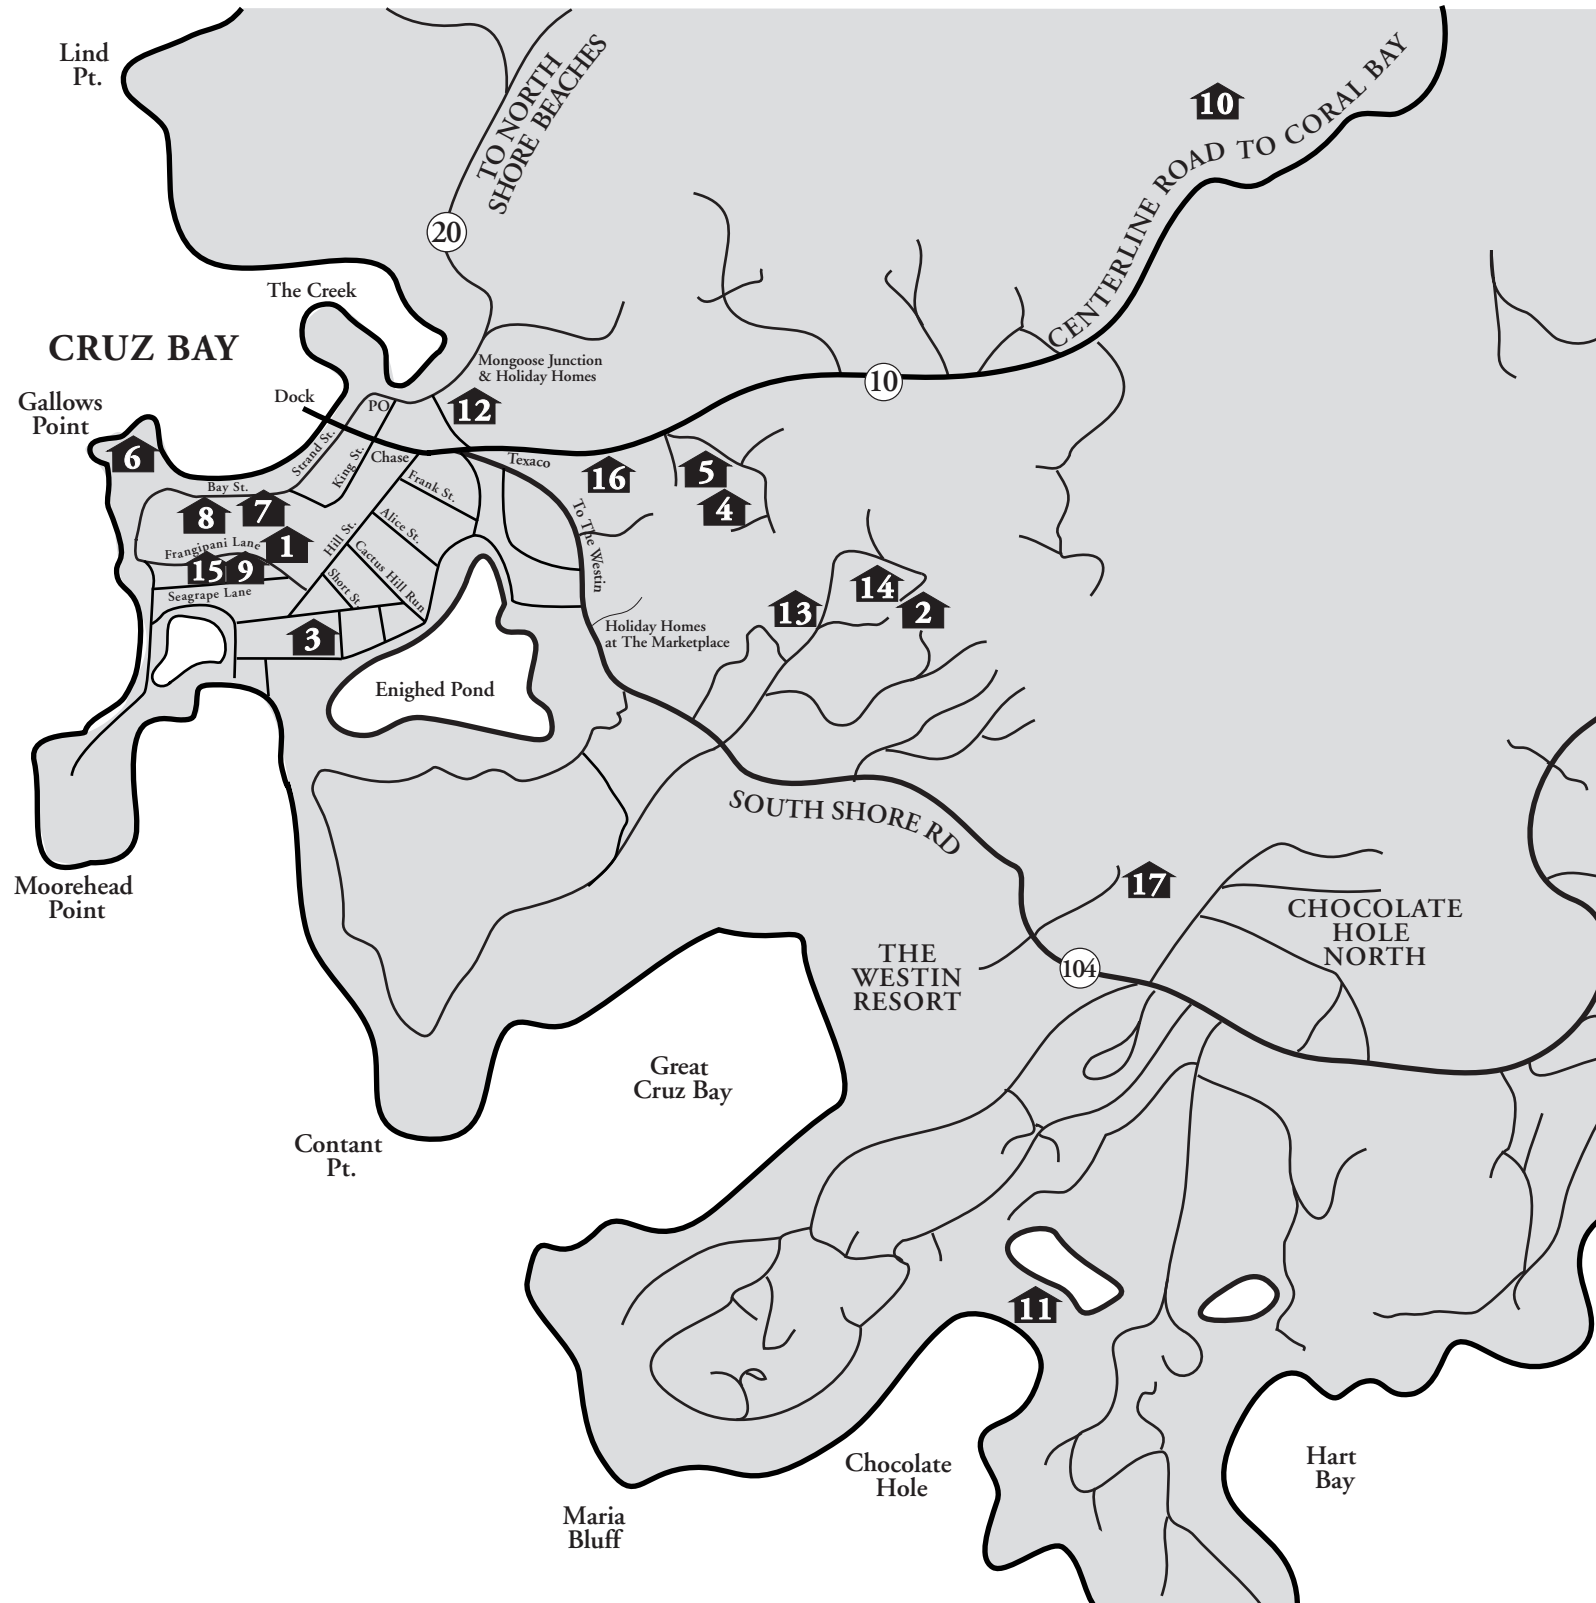 Lind
Pt.
TO NORTH
SHORE BEACHES
10
CENTERLINE ROAD TO CORAL BAY
20
The Creek
CRUZ BAY
Mongoose Junction
& Holiday Homes
Gallows
Point
Dock
PO
12
10
6
Strand St.
King St.
Chase
Texaco
16
5
4
Bay St.
8
7
Frank St.
Alice St.
To The Westin
Frangipani Lane
1
Hill St.
15
9
Cactus Hill Run
Short St.
Seagrape Lane
3
13
14
2
Holiday Homes
at The Marketplace
Enighed Pond
SOUTH SHORE RD
Moorehead
Point
17
CHOCOLATE
HOLE
NORTH
THE
WESTIN
RESORT
104
Great
Cruz Bay
Contant
Pt.
11
Chocolate
Hole
Hart
Bay
Maria
Bluff